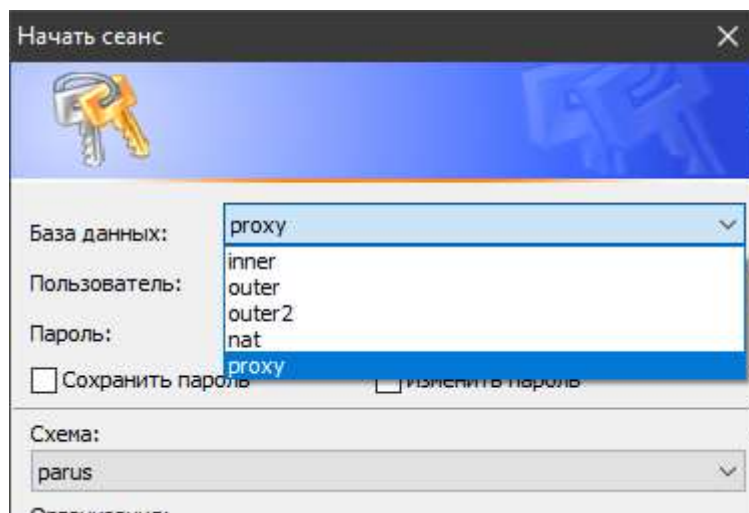 Начать сеанс
База данных:
proxy
inner
outer
outer2
nat
proxy
Пользователь:
Пароль:
Сохранить пароль
Изменить пароль
Схема:
parus